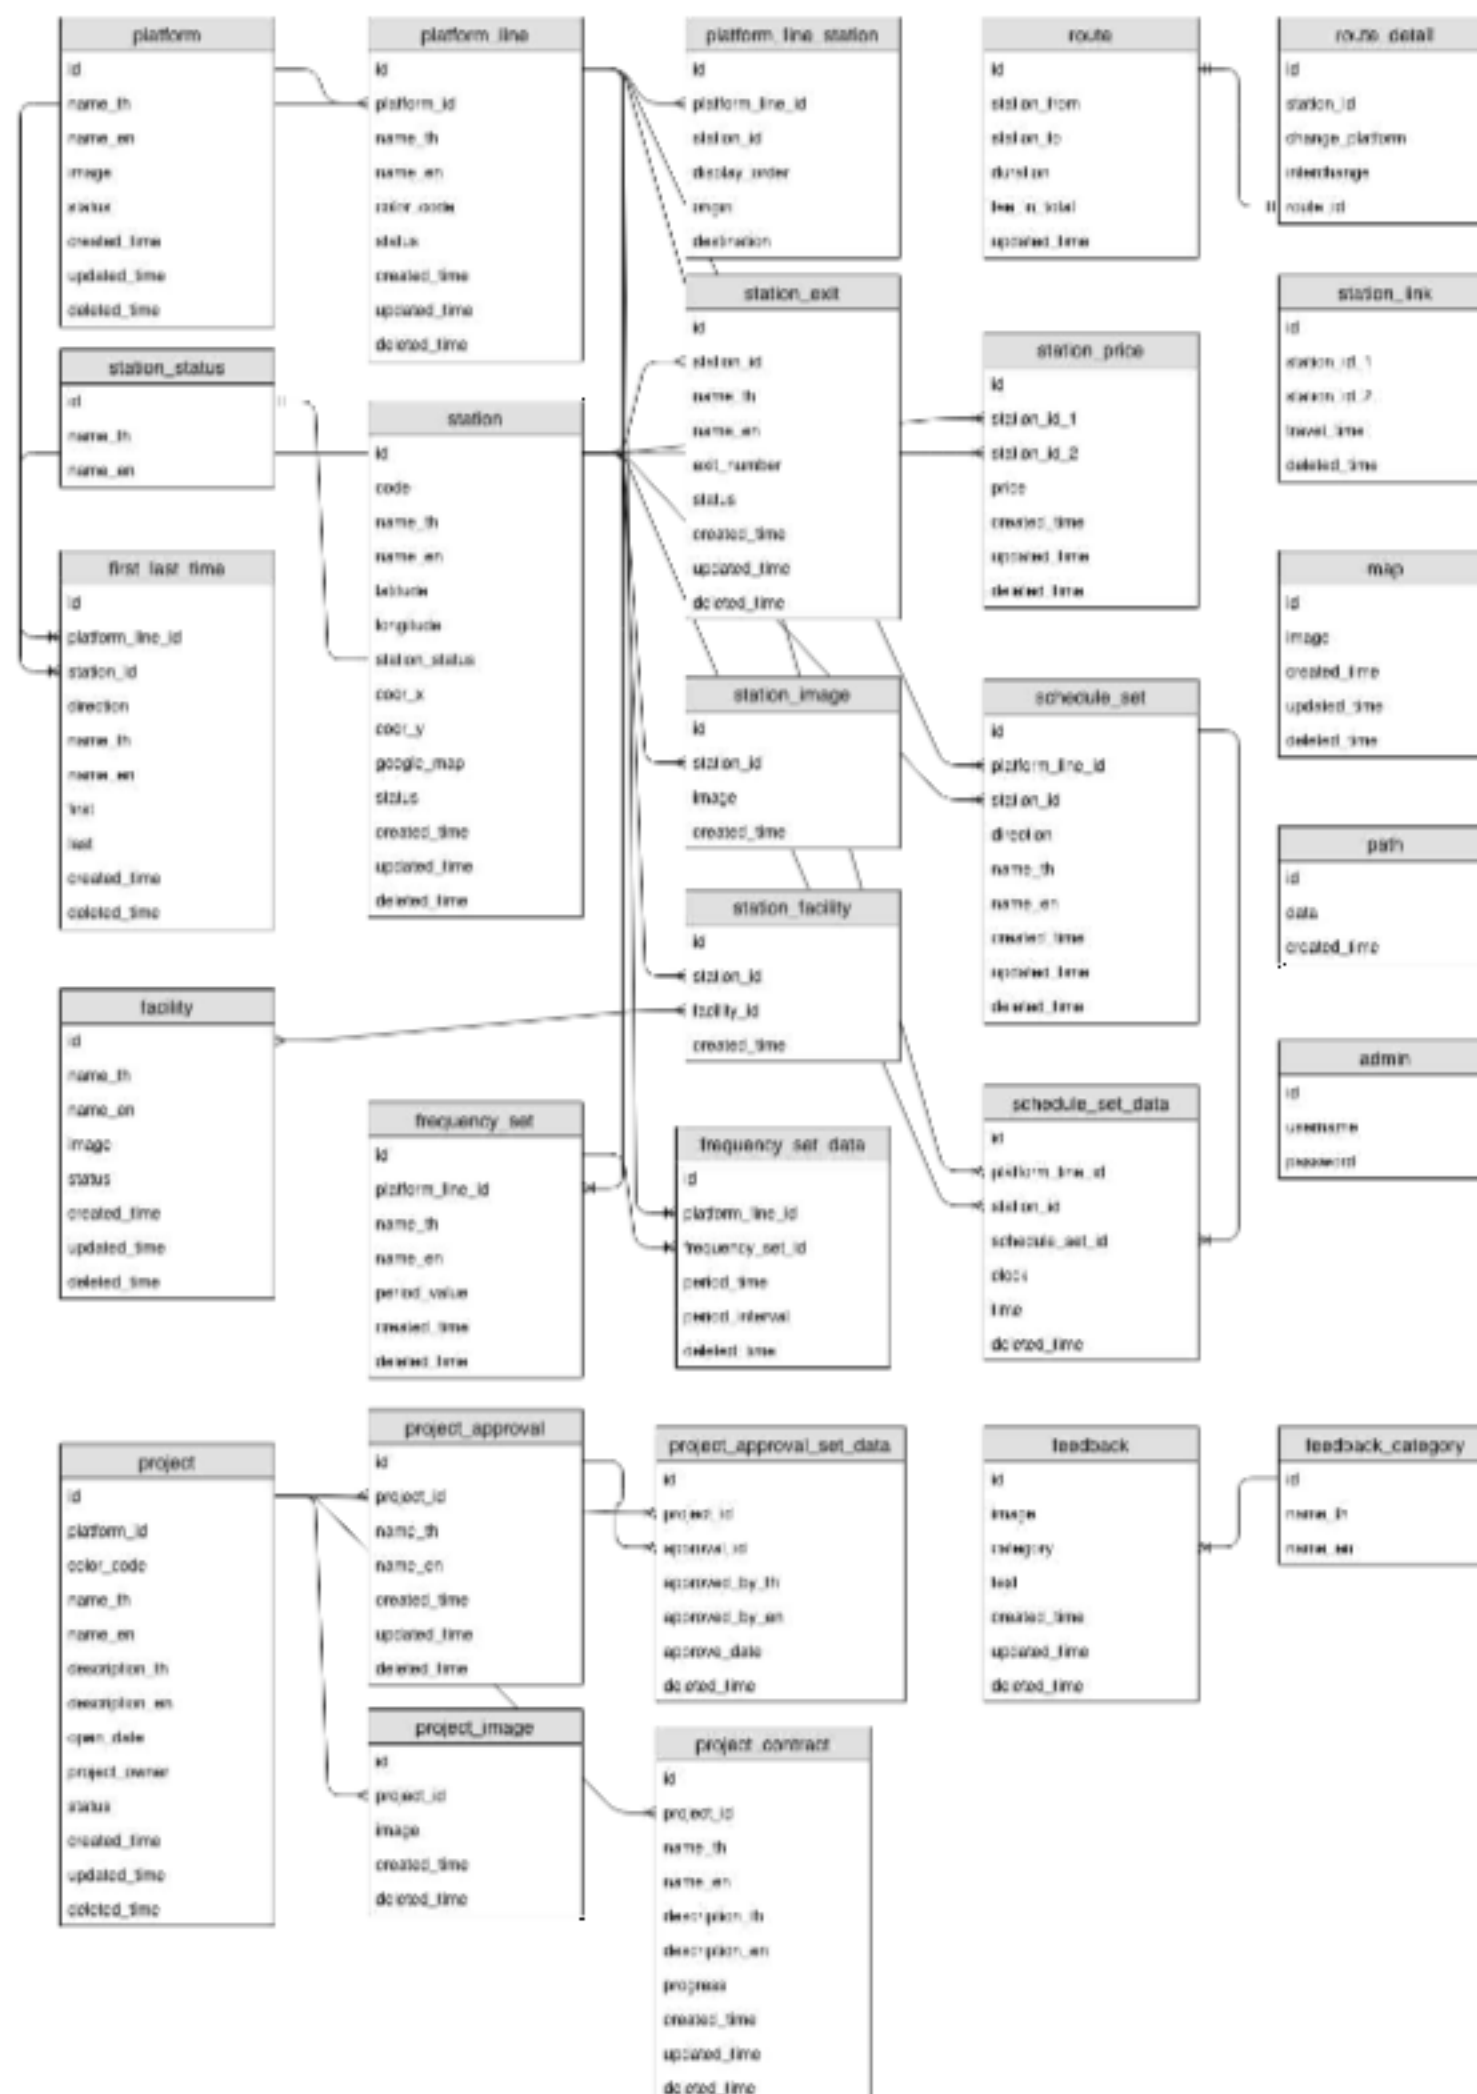 platform
id
name_th
name_en
image
status
created_time
updated_time
deleted_time
station_status
id
name_th
name_en
first_last_time
id
platform_line_id
station_id
direction
name_th
name_en
first
last
created_time
deleted_time
facility
id
name_th
name_en
image
status
created_time
updated_time
deleted_time
project
id
platform_id
color_code
name_th
name_en
description_th
description_en
open_date
project_owner
status
created_time
updated_time
deleted_time
platform_line
id
platform_id
name_th
name_en
color_code
status
created_time
updated_time
deleted_time
station
id
code
name_th
name_en
latitude
longitude
station_status
coor_x
coor_y
google_map
status
created_time
updated_time
deleted_time
frequency_set
id
platform_line_id
name_th
name_en
period_value
created_time
deleted_time
project_approval
id
project_id
name_th
name_en
created_time
updated_time
deleted_time
project_image
id
project_id
image
created_time
deleted_time
platform_line_station
id
platform_line_id
station_id
display_order
origin
destination
station_exit
id
station_id
name_th
name_en
exit_number
status
created_time
updated_time
deleted_time
station_image
id
station_id
image
created_time
station_facility
id
station_id
facility_id
created_time
frequency_set_data
id
platform_line_id
frequency_set_id
period_time
period_interval
deleted_time
project_approval_set_data
id
project_id
approval_id
approved_by_th
approved_by_en
approve_date
deleted_time
project_contract
id
project_id
name_th
name_en
description_th
description_en
progress
created_time
updated_time
deleted_time
route
id
station_from
station_to
duration
updated_time
station_price
id
station_id_1
station_id_2
price
created_time
updated_time
deleted_time
schedule_set
id
platform_line_id
station_id
direction
name_th
name_en
created_time
updated_time
deleted_time
schedule_set_data
id
platform_line_id
station_id
schedule_set_id
clock
time
deleted_time
feedback
id
image
category
text
created_time
updated_time
deleted_time
route_detail
id
station_id
change_platform
interchange
route_id
station_link
id
station_id_1
station_id_2
travel_time
deleted_time
map
id
image
created_time
updated_time
deleted_time
path
id
data
created_time
admin
id
username
password
feedback_category
id
name_th
name_en